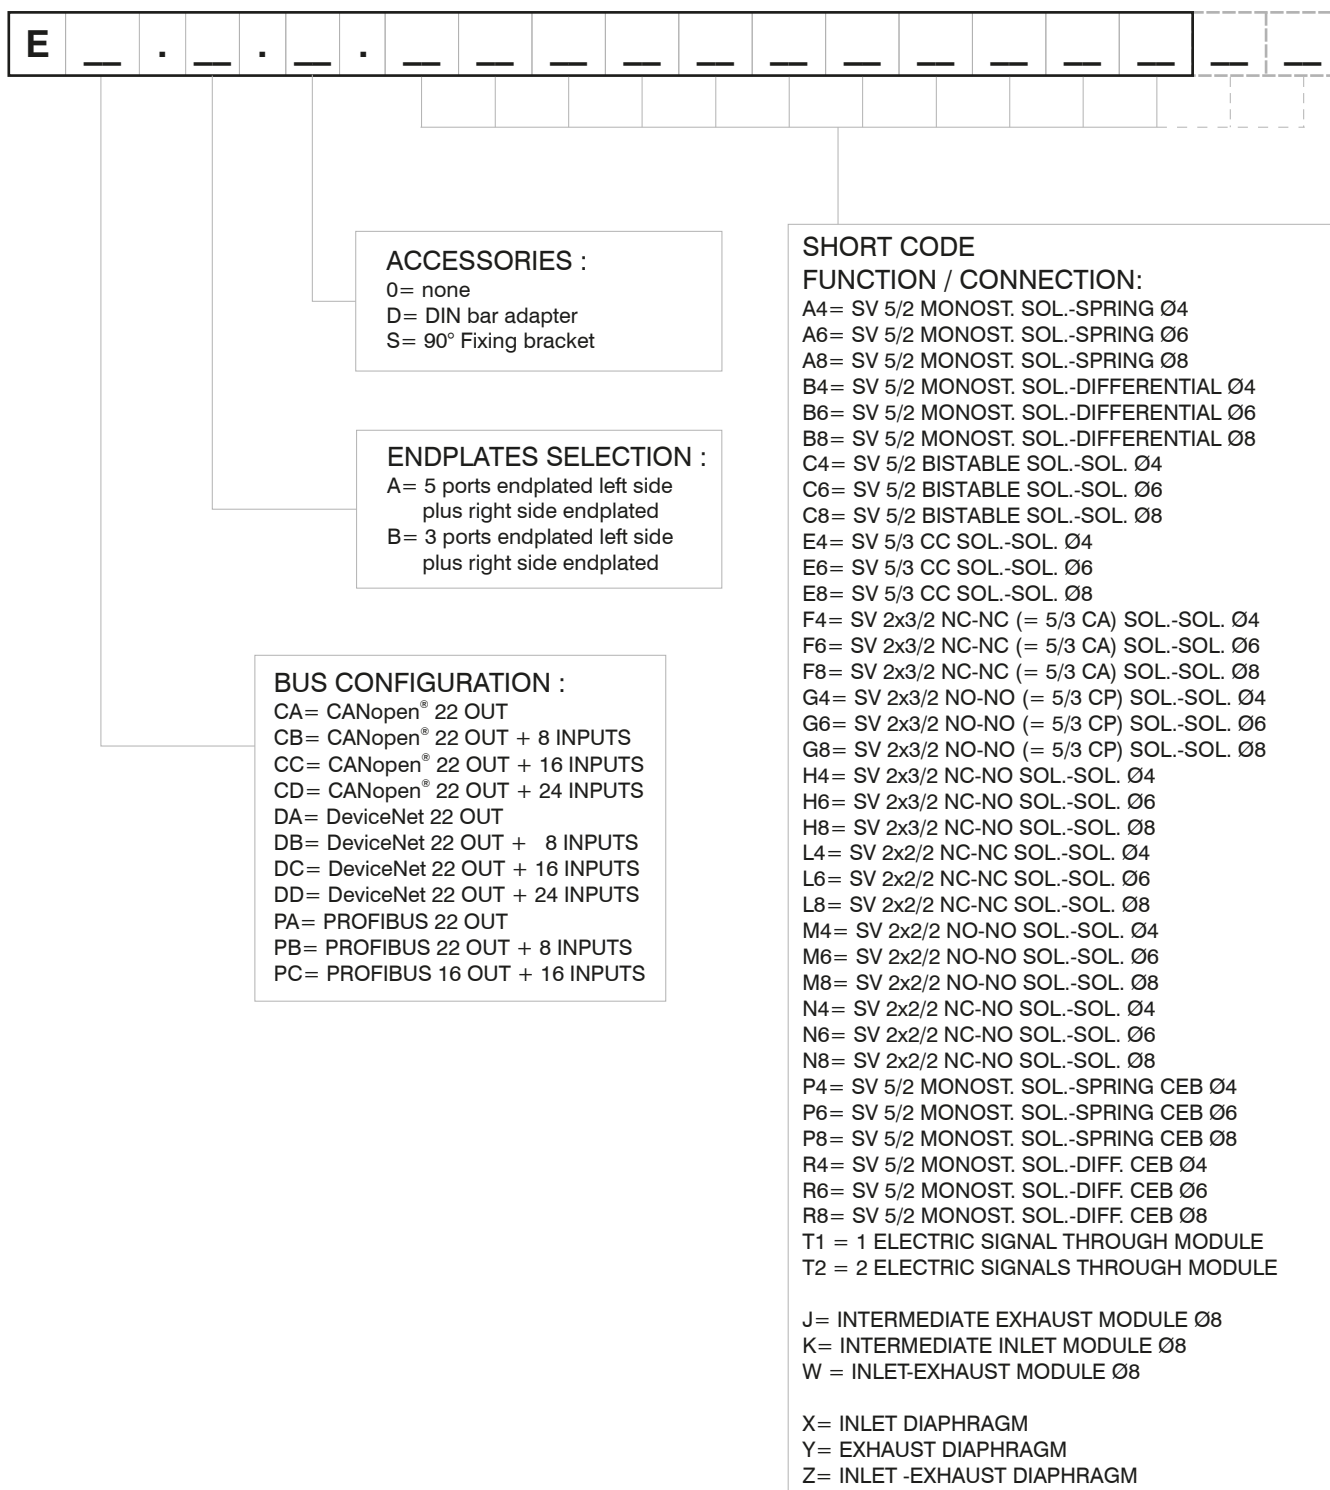 E __ . __ . __ . __ __ __ __ __ __ __ __ __ __ __ __ __
ACCESSORIES :
0= none
D= DIN bar adapter
S= 90° Fixing bracket
ENDPLATES SELECTION :
A= 5 ports endplated left side
plus right side endplated
B= 3 ports endplated left side
plus right side endplated
BUS CONFIGURATION :
CA= CANopen® 22 OUT
CB= CANopen® 22 OUT + 8 INPUTS
CC= CANopen® 22 OUT + 16 INPUTS
CD= CANopen® 22 OUT + 24 INPUTS
DA= DeviceNet 22 OUT
DB= DeviceNet 22 OUT + 8 INPUTS
DC= DeviceNet 22 OUT + 16 INPUTS
DD= DeviceNet 22 OUT + 24 INPUTS
PA= PROFIBUS 22 OUT
PB= PROFIBUS 22 OUT + 8 INPUTS
PC= PROFIBUS 16 OUT + 16 INPUTS
SHORT CODE
FUNCTION / CONNECTION:
A4= SV 5/2 MONOST. SOL.-SPRING Ø4
A6= SV 5/2 MONOST. SOL.-SPRING Ø6
A8= SV 5/2 MONOST. SOL.-SPRING Ø8
B4= SV 5/2 MONOST. SOL.-DIFFERENTIAL Ø4
B6= SV 5/2 MONOST. SOL.-DIFFERENTIAL Ø6
B8= SV 5/2 MONOST. SOL.-DIFFERENTIAL Ø8
C4= SV 5/2 BISTABLE SOL.-SOL. Ø4
C6= SV 5/2 BISTABLE SOL.-SOL. Ø6
C8= SV 5/2 BISTABLE SOL.-SOL. Ø8
E4= SV 5/3 CC SOL.-SOL. Ø4
E6= SV 5/3 CC SOL.-SOL. Ø6
E8= SV 5/3 CC SOL.-SOL. Ø8
F4= SV 2x3/2 NC-NC (= 5/3 CA) SOL.-SOL. Ø4
F6= SV 2x3/2 NC-NC (= 5/3 CA) SOL.-SOL. Ø6
F8= SV 2x3/2 NC-NC (= 5/3 CA) SOL.-SOL. Ø8
G4= SV 2x3/2 NO-NO (= 5/3 CP) SOL.-SOL. Ø4
G6= SV 2x3/2 NO-NO (= 5/3 CP) SOL.-SOL. Ø6
G8= SV 2x3/2 NO-NO (= 5/3 CP) SOL.-SOL. Ø8
H4= SV 2x3/2 NC-NO SOL.-SOL. Ø4
H6= SV 2x3/2 NC-NO SOL.-SOL. Ø6
H8= SV 2x3/2 NC-NO SOL.-SOL. Ø8
L4= SV 2x2/2 NC-NC SOL.-SOL. Ø4
L6= SV 2x2/2 NC-NC SOL.-SOL. Ø6
L8= SV 2x2/2 NC-NC SOL.-SOL. Ø8
M4= SV 2x2/2 NO-NO SOL.-SOL. Ø4
M6= SV 2x2/2 NO-NO SOL.-SOL. Ø6
M8= SV 2x2/2 NO-NO SOL.-SOL. Ø8
N4= SV 2x2/2 NC-NO SOL.-SOL. Ø4
N6= SV 2x2/2 NC-NO SOL.-SOL. Ø6
N8= SV 2x2/2 NC-NO SOL.-SOL. Ø8
P4= SV 5/2 MONOST. SOL.-SPRING CEB Ø4
P6= SV 5/2 MONOST. SOL.-SPRING CEB Ø6
P8= SV 5/2 MONOST. SOL.-SPRING CEB Ø8
R4= SV 5/2 MONOST. SOL.-DIFF. CEB Ø4
R6= SV 5/2 MONOST. SOL.-DIFF. CEB Ø6
R8= SV 5/2 MONOST. SOL.-DIFF. CEB Ø8
T1 = 1 ELECTRIC SIGNAL THROUGH MODULE
T2 = 2 ELECTRIC SIGNALS THROUGH MODULE
J= INTERMEDIATE EXHAUST MODULE Ø8
K= INTERMEDIATE INLET MODULE Ø8
W = INLET-EXHAUST MODULE Ø8
X= INLET DIAPHRAGM
Y= EXHAUST DIAPHRAGM
Z= INLET -EXHAUST DIAPHRAGM